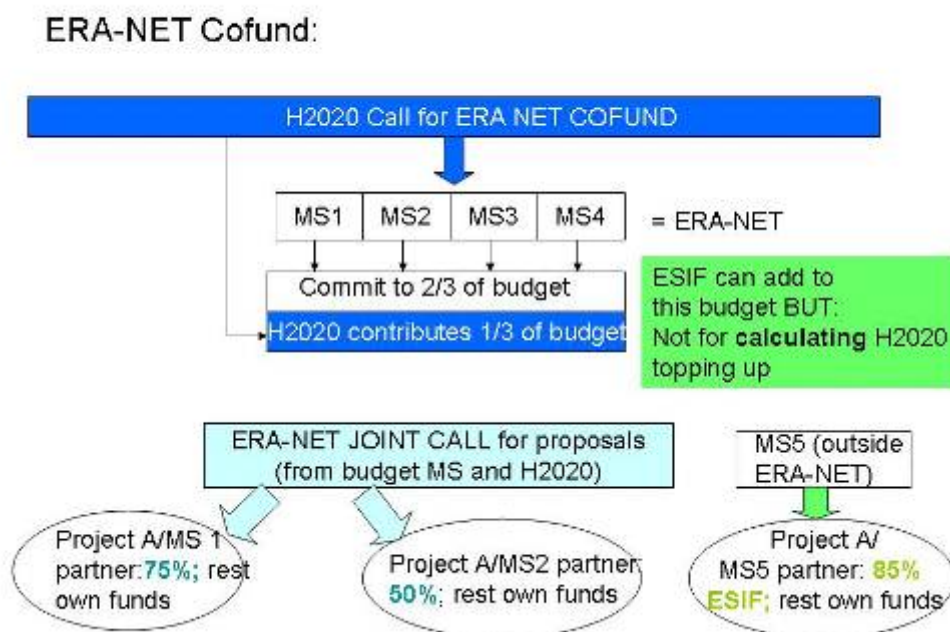 ERA-NET Cofund:
H2020 Call for ERA NET COFUND
MS1 MS2 MS3 MS4
= ERA-NET
Commit to 2/3 of budget
H2020 contributes 1/3 of budget
ESIF can add to
this budget BUT:
Not for calculating H2020
topping up
ERA-NET JOINT CALL for proposals
(from budget MS and H2020)
MS5 (outside
ERA-NET)
Project A/MS 1
partner:75%; rest
own funds
Project A/MS2 partner:
50%; rest own funds
Project A/
MS5 partner: 85%
ESIF; rest own funds